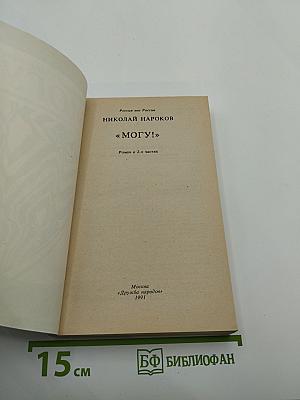 Россия вне России
НИКОЛАЙ НАРОКОВ
«МОГУ!»
Роман в 2-х частях
Москва
«Дружба народов»
1991
15 см
БФ БИБЛИОФАН